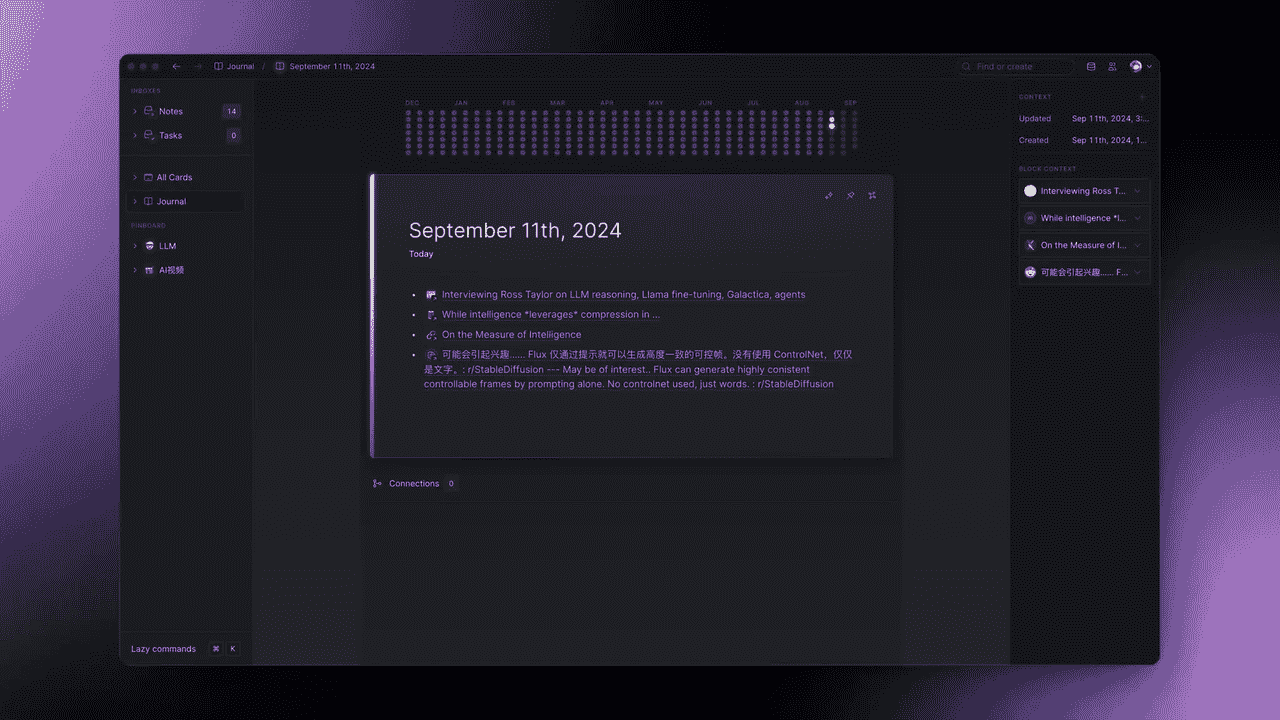 Journal / September 11th, 2024
Find or create
INBOXES
Notes 14
Tasks 0
All Cards
Journal
PINBOARD
LLM
AI视频
Lazy commands ⌘ K
DEC JAN FEB MAR APR MAY JUN JUL AUG SEP
September 11th, 2024
Today
Interviewing Ross Taylor on LLM reasoning, Llama fine-tuning, Galactica, agents
While intelligence *leverages* compression in ...
On the Measure of Intelligence
可能会引起兴趣…… Flux 仅通过提示就可以生成高度一致的可控帧。没有使用 ControlNet，仅仅
是文字。: r/StableDiffusion --- May be of interest.. Flux can generate highly conistent
controllable frames by prompting alone. No controlnet used, just words. : r/StableDiffusion
Connections 0
CONTEXT
Updated Sep 11th, 2024, 3:...
Created Sep 11th, 2024, 1...
BLOCK CONTEXT
Interviewing Ross T...
While intelligence *l...
On the Measure of I...
可能会引起兴趣…… F...